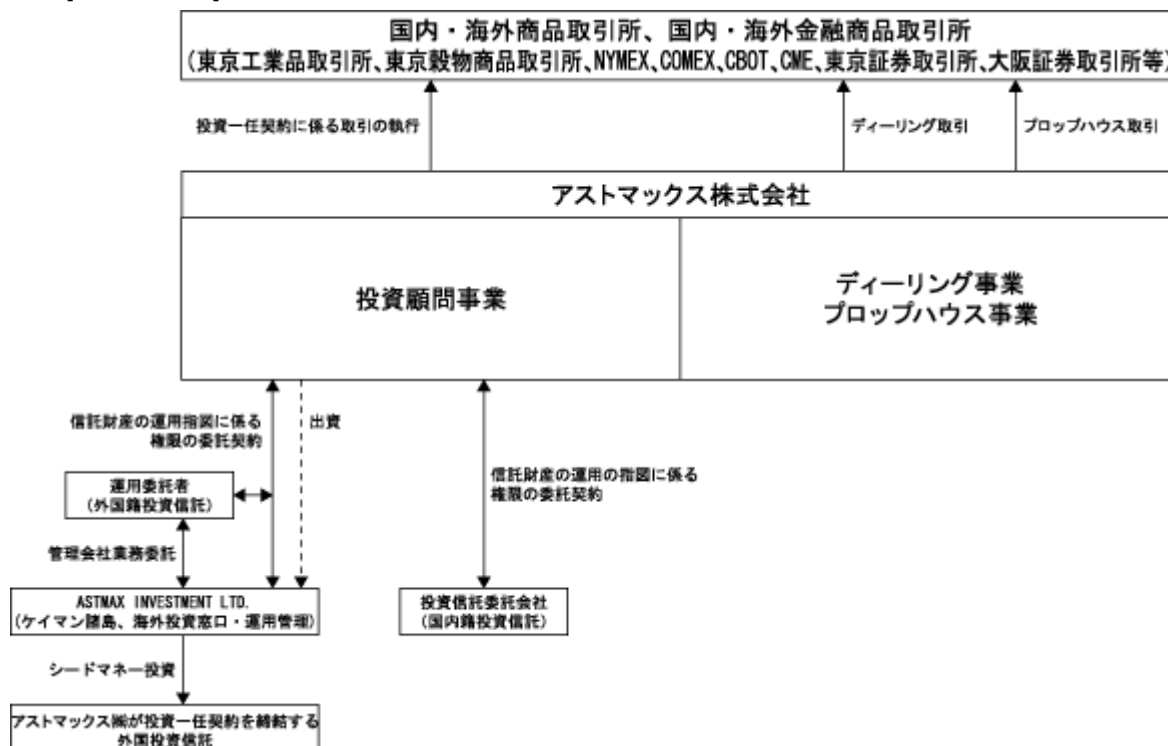 国内・海外商品取引所、国内・海外金融商品取引所
(東京工業品取引所、東京穀物商品取引所、NYMEX、COMEX、CBOT、CME、東京証券取引所、大阪証券取引所等)
投資一任契約に係る取引の執行
ディーリング取引
プロップハウス取引
アストマックス株式会社
投資顧問事業
ディーリング事業
プロップハウス事業
信託財産の運用指図に係る
権限の委託契約
出資
運用委託者
(外国籍投資信託)
信託財産の運用の指図に係る
権限の委託契約
管理会社業務委託
ASTMAX INVESTMENT LTD.
(ケイマン諸島、海外投資窓口・運用管理)
投資信託委託会社
(国内籍投資信託)
シードマネー投資
アストマックス㈱が投資一任契約を締結する
外国投資信託